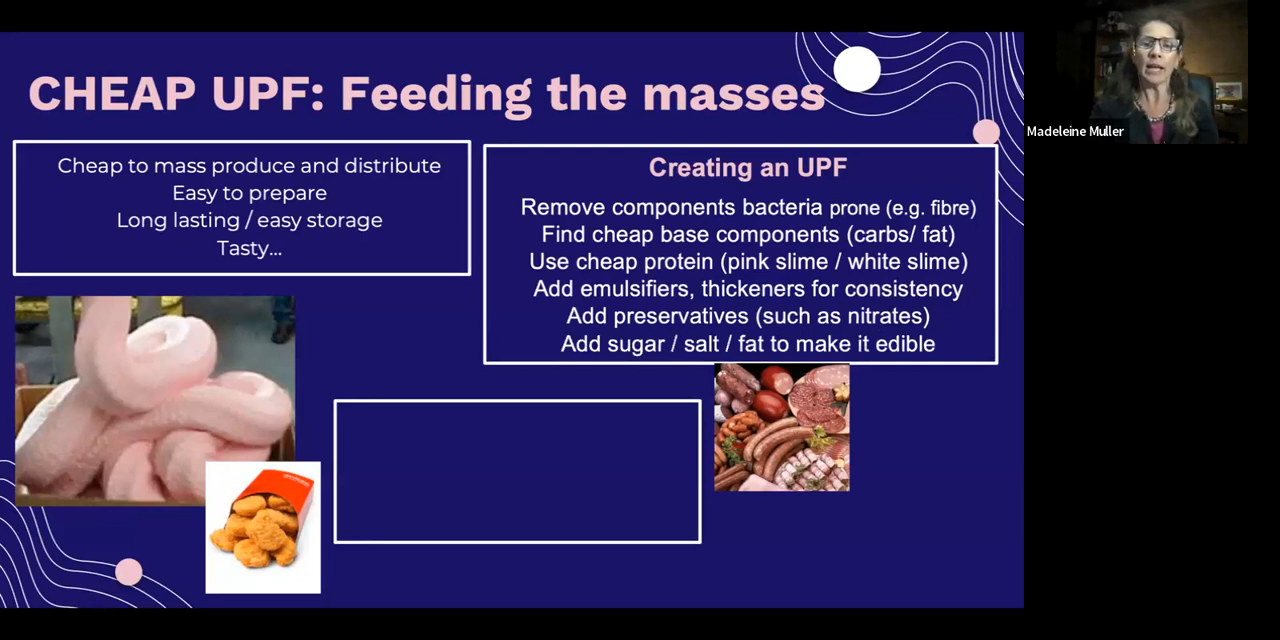 CHEAP UPF: Feeding the masses
Cheap to mass produce and distribute
Easy to prepare
Long lasting / easy storage
Tasty...
Creating an UPF
Remove components bacteria prone (e.g. fibre)
Find cheap base components (carbs/ fat)
Use cheap protein (pink slime / white slime)
Add emulsifiers, thickeners for consistency
Add preservatives (such as nitrates)
Add sugar / salt / fat to make it edible
Madeleine Muller